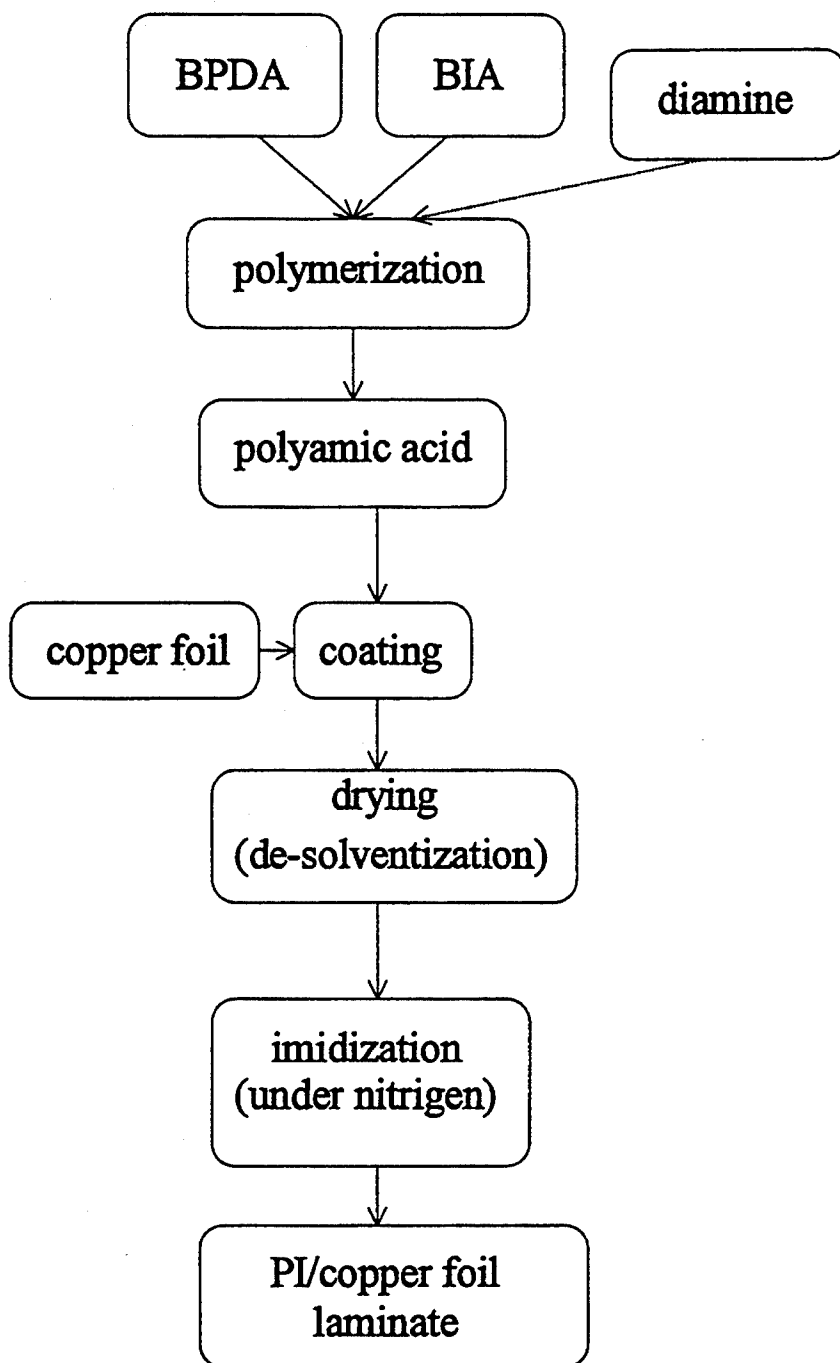 BPDA
BIA
diamine
polymerization
polyamic acid
copper foil
coating
drying
(de-solventization)
imidization
(under nitrigen)
PI/copper foil
laminate